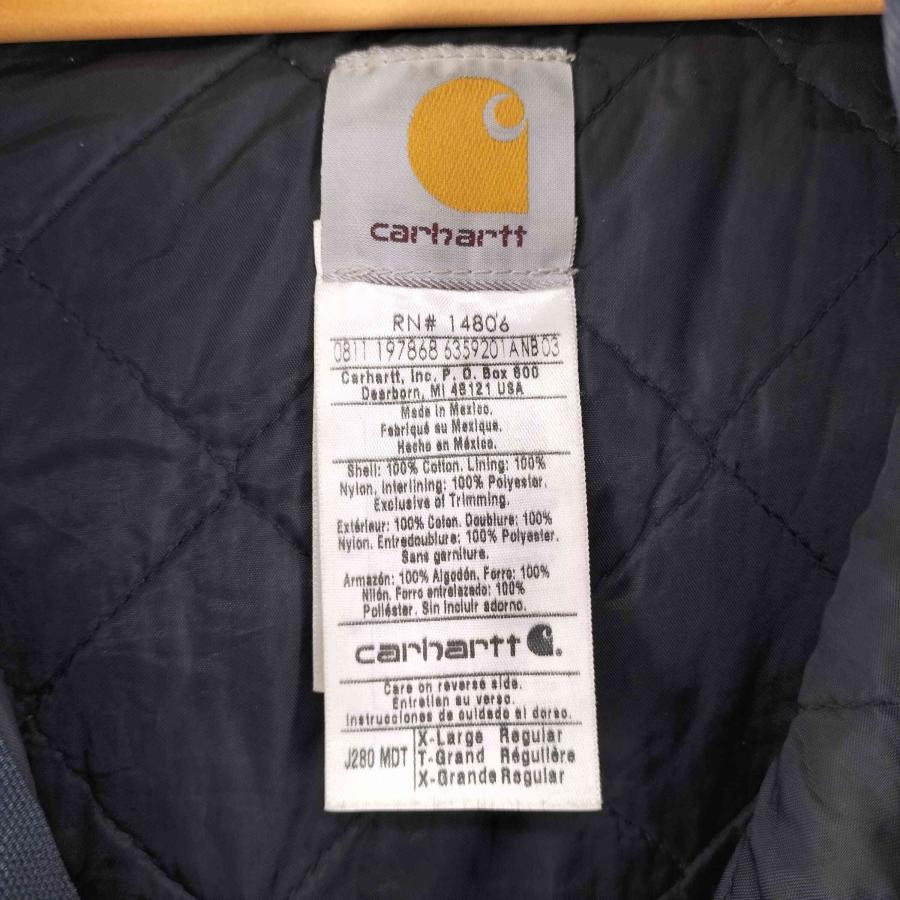 carhartt
RN# 14806
0811 197868 6359201 ANB 03
Carhartt, Inc. P. O. Box 600
Dearborn, MI 48121 USA
Made in Mexico.
Fabriqué au Mexique.
Hecho en México.
Shell: 100% Cotton. Lining: 100%
Nylon. Interlining: 100% Polyester.
Exclusive of Trimming.
Extérieur: 100% Coton. Doublure: 100%
Nylon. Entredoublure: 100% Polyester.
Sans garniture.
Armazón: 100% Algodón. Forro: 100%
Nilón. Forro entrelazado: 100%
Poliéster. Sin incluir adorno.
carhartt
Care on reverse side.
Entretien au verso.
Instrucciones de cuidado al dorso.
J280 MDT
X-Large Regular
T-Grand Régulière
X-Grande Regular